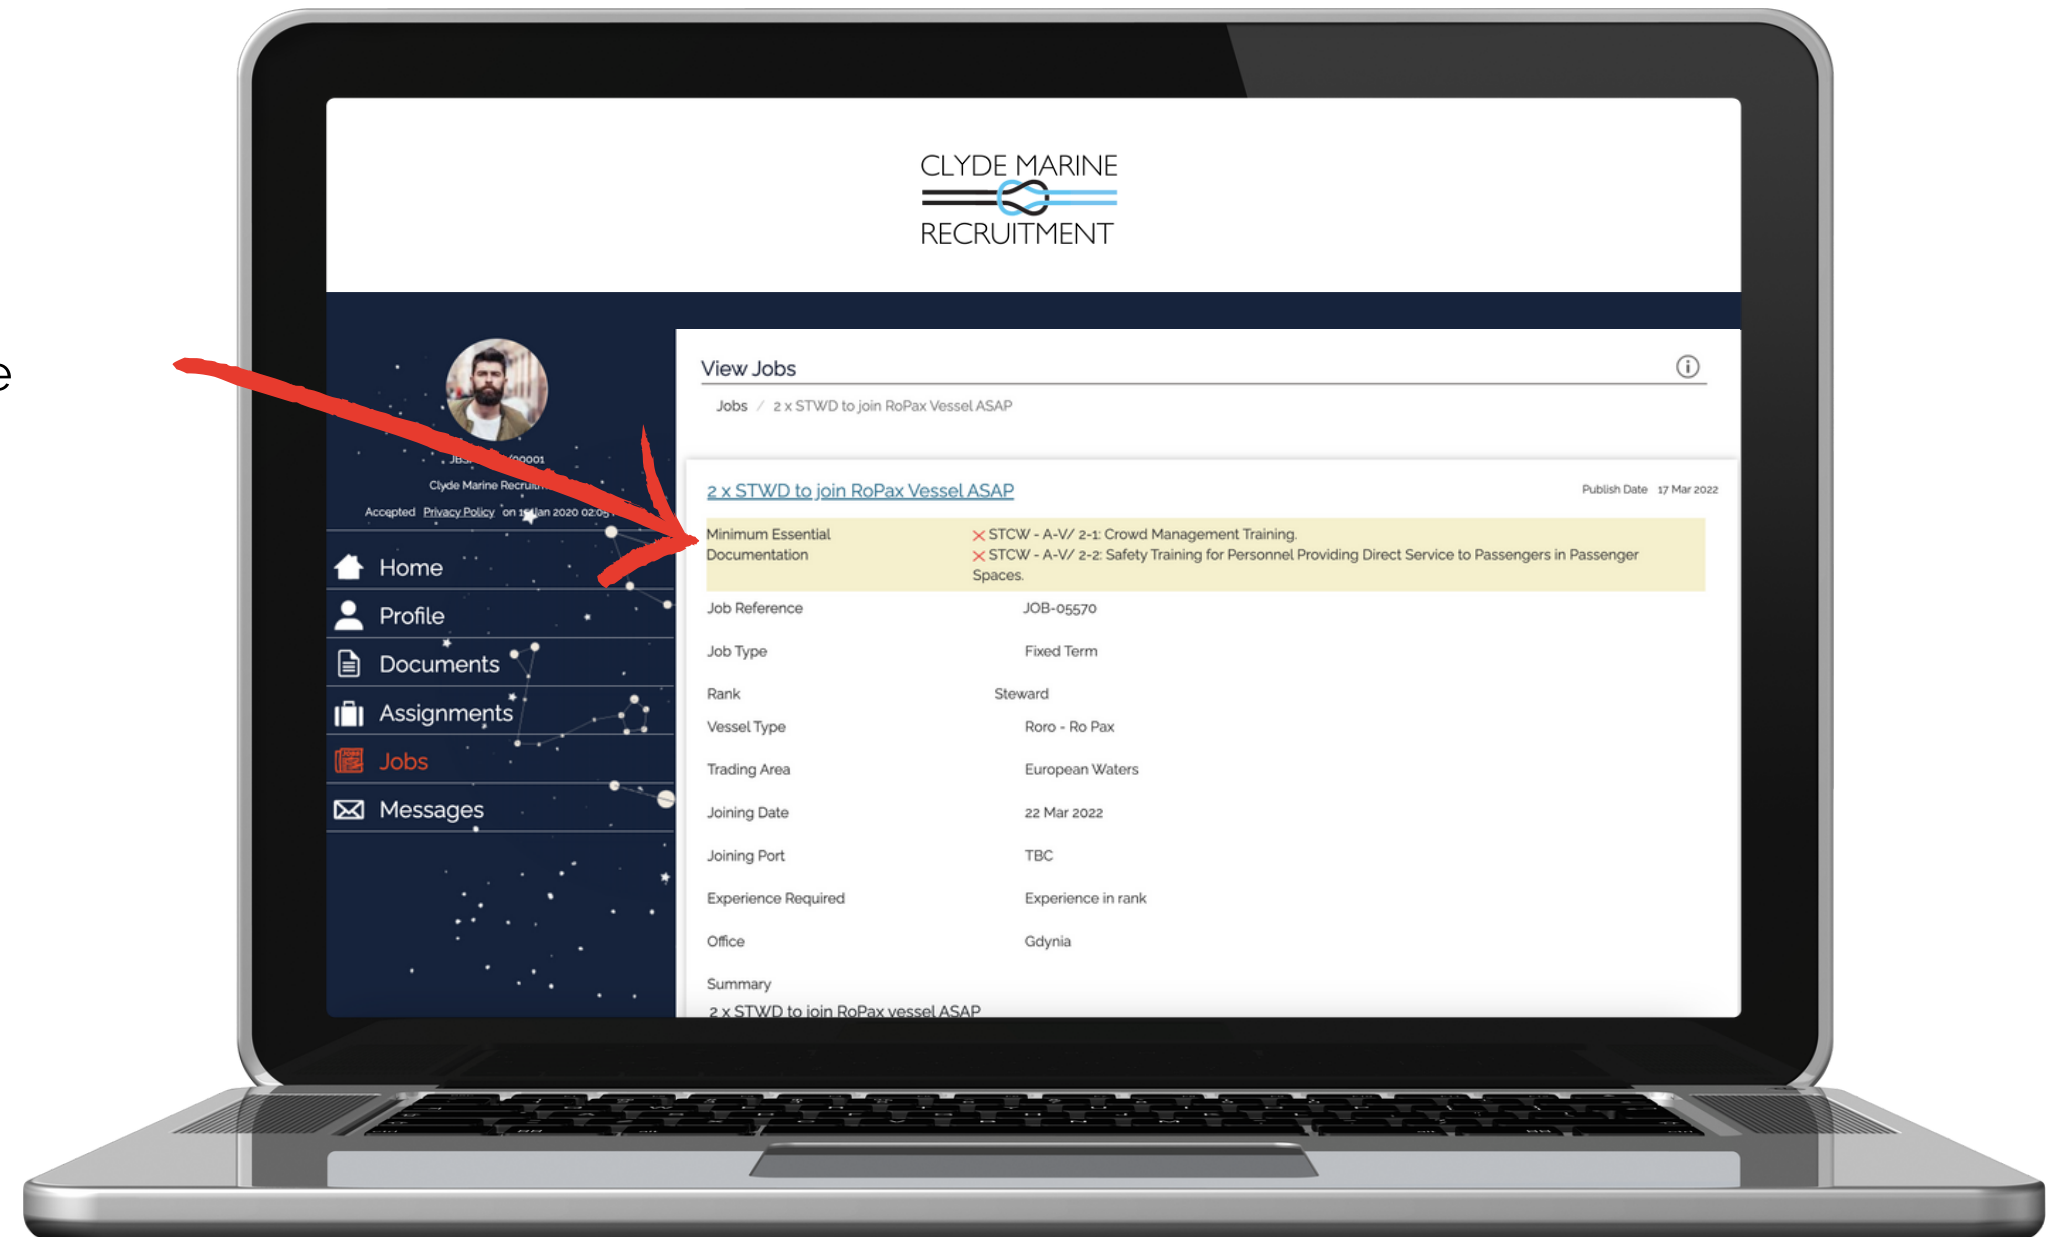 e
CLYDE MARINE
RECRUITMENT
Clyde Marine
Accepted Privacy Policy on Jan 2020
Home
Profile
Documents
Assignments
Jobs
Messages
View Jobs
Jobs / 2 x STWD to join RoPax Vessel ASAP
2 x STWD to join RoPax Vessel ASAP
Publish Date 17 Mar 2022
Minimum Essential
Documentation
STCW - A-V/ 2-1: Crowd Management Training.
STCW - A-V/ 2-2: Safety Training for Personnel Providing Direct Service to Passengers in Passenger
Spaces.
Job Reference JOB-05570
Job Type Fixed Term
Rank Steward
Vessel Type Roro - Ro Pax
Trading Area European Waters
Joining Date 22 Mar 2022
Joining Port TBC
Experience Required Experience in rank
Office Gdynia
Summary
2 x STWD to join RoPax vessel ASAP